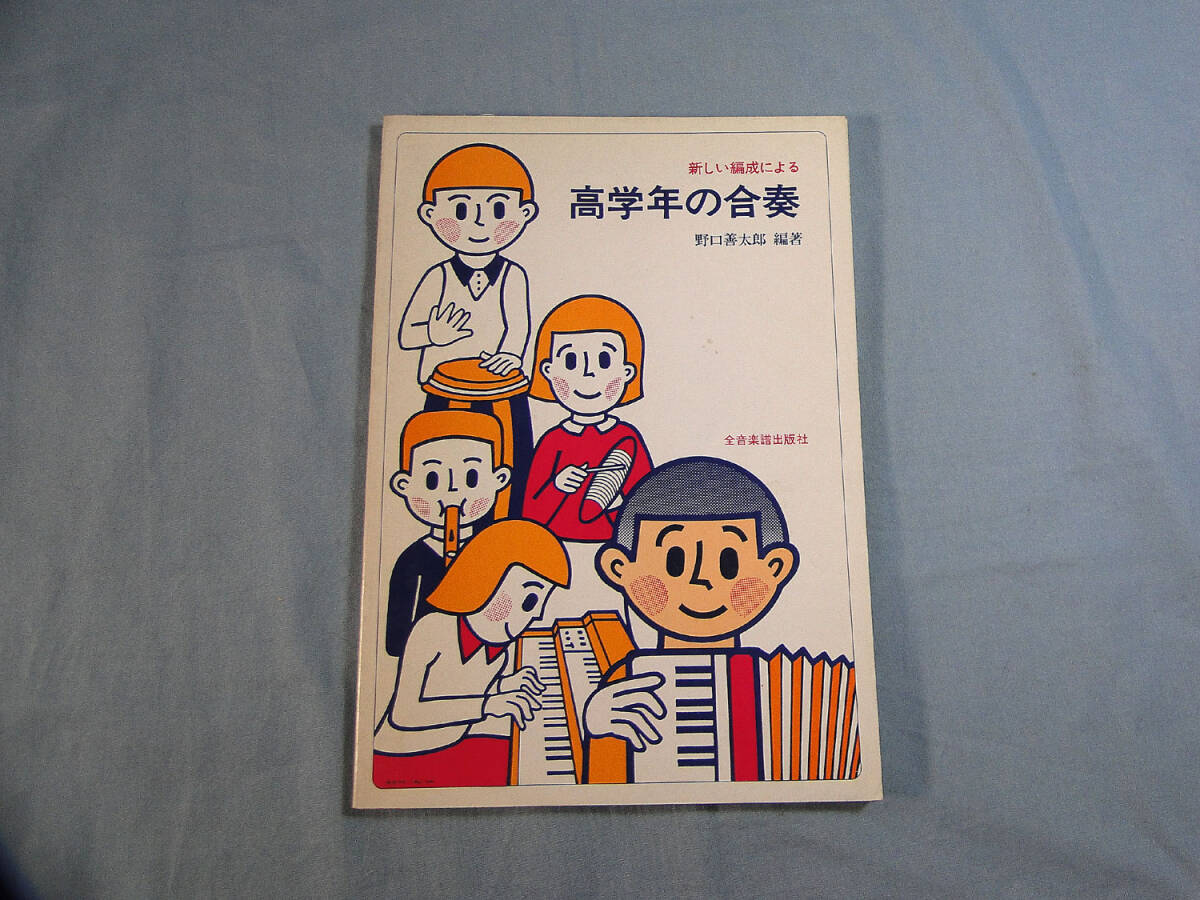 新しい編成による
高学年の合奏
野口善太郎 編著
全音楽譜出版社